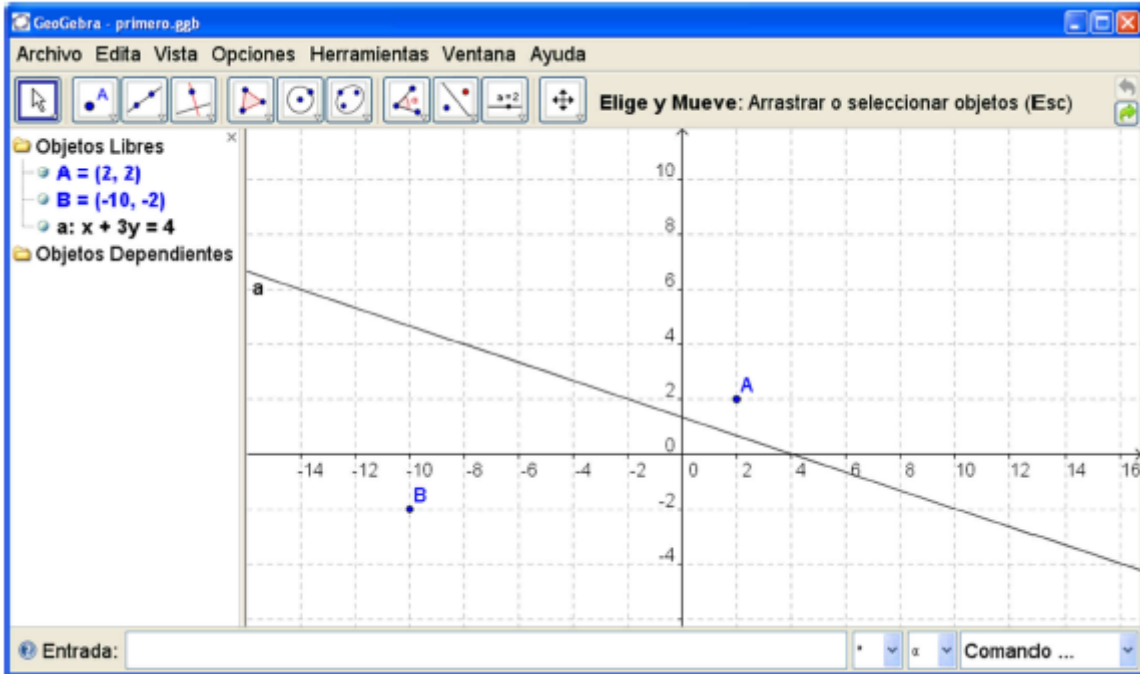 GeoGebra - primero.ggb
Archivo Edita Vista Opciones Herramientas Ventana Ayuda
A a=2 Elige y Mueve: Arrastrar o seleccionar objetos (Esc)
Objetos Libres
A = (2, 2)
B = (-10, -2)
a: x + 3y = 4
Objetos Dependientes
10
8
6
a
4
2
A
0
-14 -12 -10 -8 -6 -4 -2 0 2 4 6 8 10 12 14 16
B
-2
-4
Entrada: α Comando ...